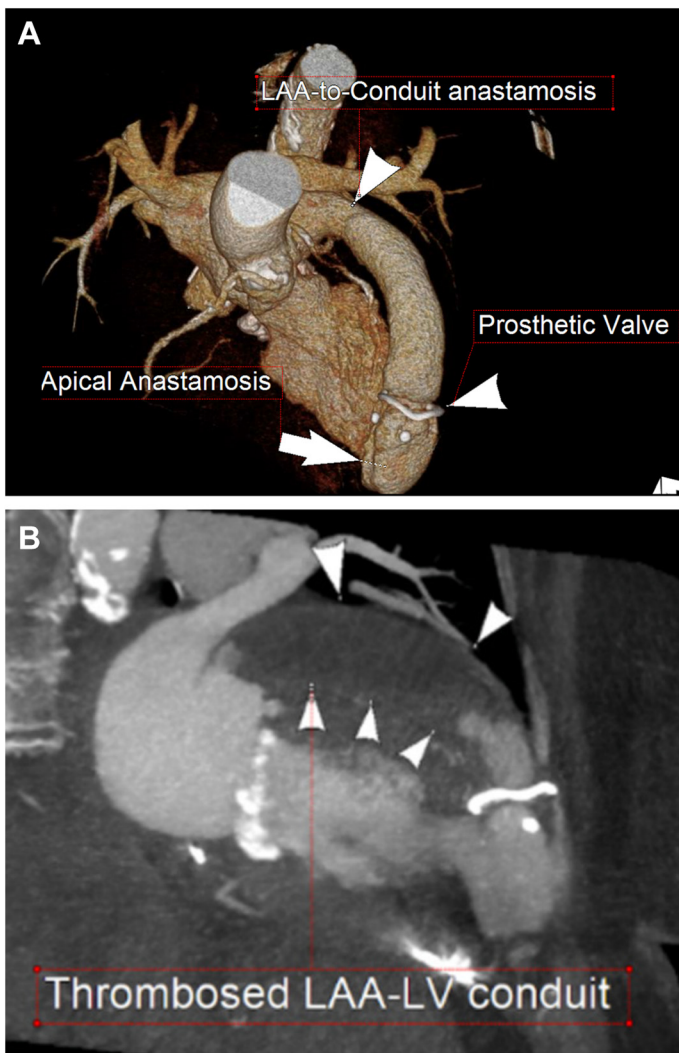 A
LAA-to-Conduit anastamosis
Prosthetic Valve
Apical Anastamosis
B
Thrombosed LAA-LV conduit